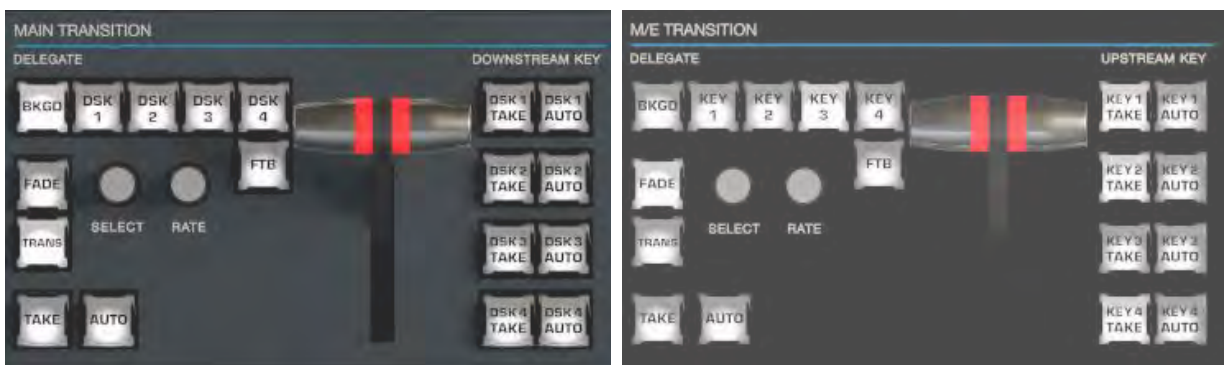 MAIN TRANSITION
DELEGATE
DOWNSTREAM KEY
BKGD
DSK 1
DSK 2
DSK 3
DSK 4
DSK 1 TAKE
DSK 1 AUTO
FTB
FADE
DSK 2 TAKE
DSK 2 AUTO
SELECT
RATE
TRANS
DSK 3 TAKE
DSK 3 AUTO
TAKE
AUTO
DSK 4 TAKE
DSK 4 AUTO
M/E TRANSITION
DELEGATE
UPSTREAM KEY
BKGD
KEY 1
KEY 2
KEY 3
KEY 4
KEY 1 TAKE
KEY 1 AUTO
FTB
FADE
KEY 2 TAKE
KEY 2 AUTO
SELECT
RATE
TRANS
KEY 3 TAKE
KEY 3 AUTO
TAKE
AUTO
KEY 4 TAKE
KEY 4 AUTO